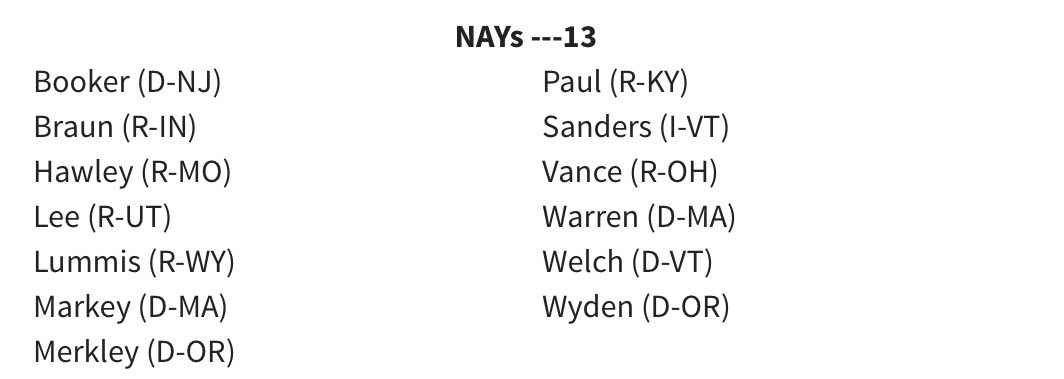 NAYs ---13
Booker (D-NJ)
Braun (R-IN)
Hawley (R-MO)
Lee (R-UT)
Lummis (R-WY)
Markey (D-MA)
Merkley (D-OR)
Paul (R-KY)
Sanders (I-VT)
Vance (R-OH)
Warren (D-MA)
Welch (D-VT)
Wyden (D-OR)